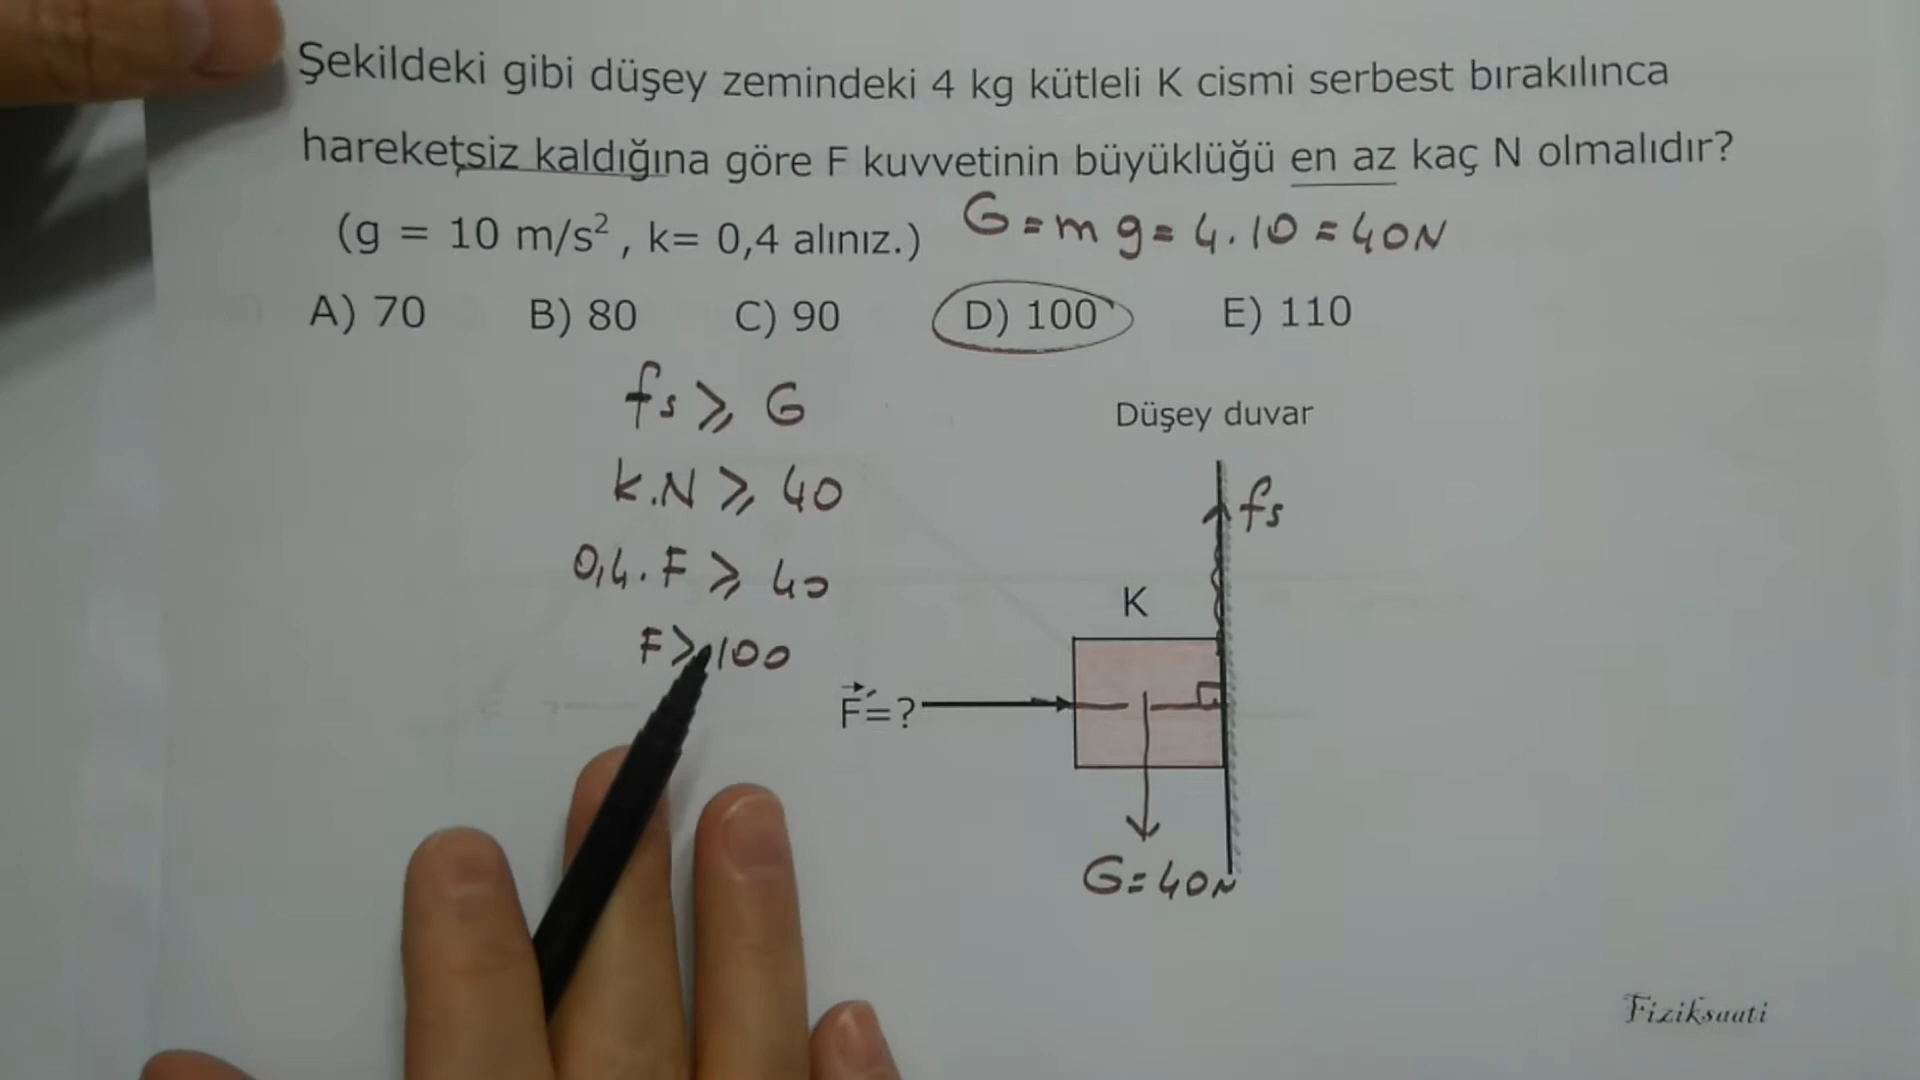 Şekildeki gibi düşey zemindeki 4 kg kütleli K cismi serbest bırakılınca
hareketsiz kaldığına göre F kuvvetinin büyüklüğü en az kaç N olmalıdır?
(g = 10 m/s², k= 0,4 alınız.) G = m g = 4.10 = 40N
A) 70 B) 80 C) 90 D) 100 E) 110
fs ≥ G
Düşey duvar
k.N ≥ 40
fs
0,4.F ≥ 40
K
F ≥ 100
F=?
G=40N
Fiziksaati